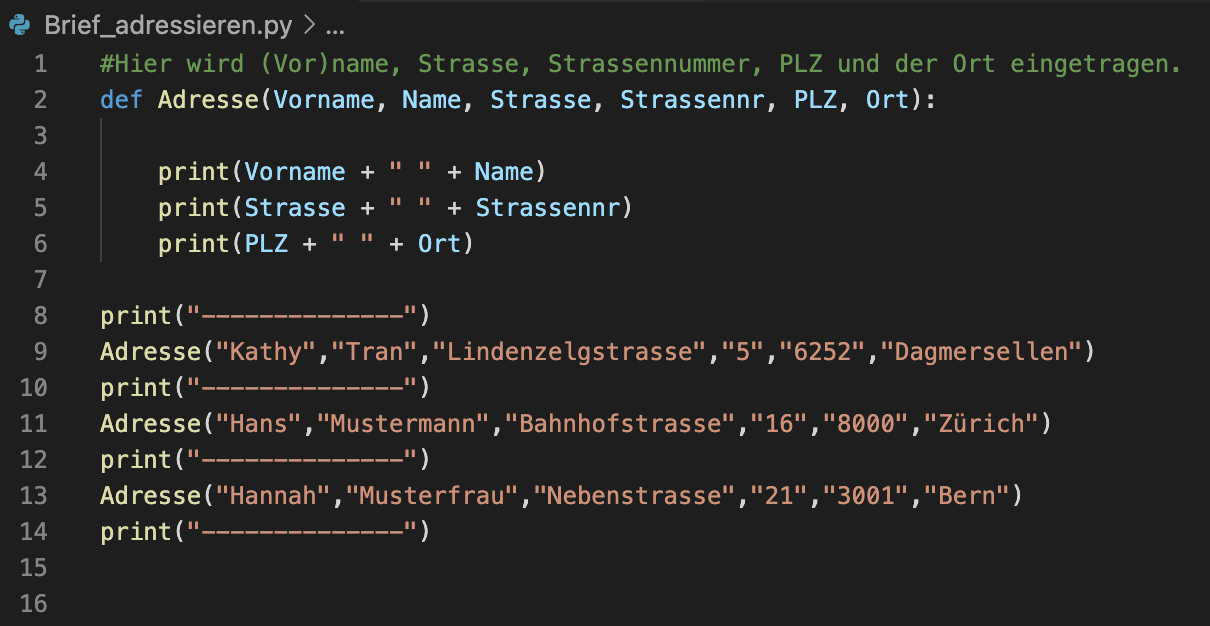 Brief_adressieren.py > ...
1 #Hier wird (Vor)name, Strasse, Strassennummer, PLZ und der Ort eingetragen.
2 def Adresse(Vorname, Name, Strasse, Strassennr, PLZ, Ort):
3
4     print(Vorname + " " + Name)
5     print(Strasse + " " + Strassennr)
6     print(PLZ + " " + Ort)
7
8 print("--------------")
9 Adresse("Kathy","Tran","Lindenzelgstrasse","5","6252","Dagmersellen")
10 print("--------------")
11 Adresse("Hans","Mustermann","Bahnhofstrasse","16","8000","Zürich")
12 print("--------------")
13 Adresse("Hannah","Musterfrau","Nebenstrasse","21","3001","Bern")
14 print("--------------")
15
16